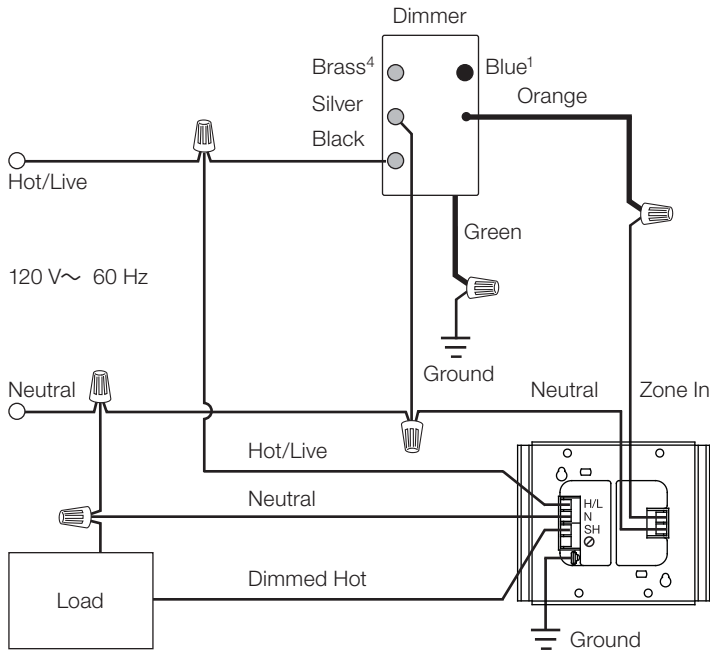 Dimmer
Brass⁴
Blue¹
Silver
Orange
Black
Hot/Live
Green
120 V~ 60 Hz
Ground
Neutral
Neutral
Zone In
Hot/Live
H/L
N
SH
Neutral
Dimmed Hot
Load
Ground